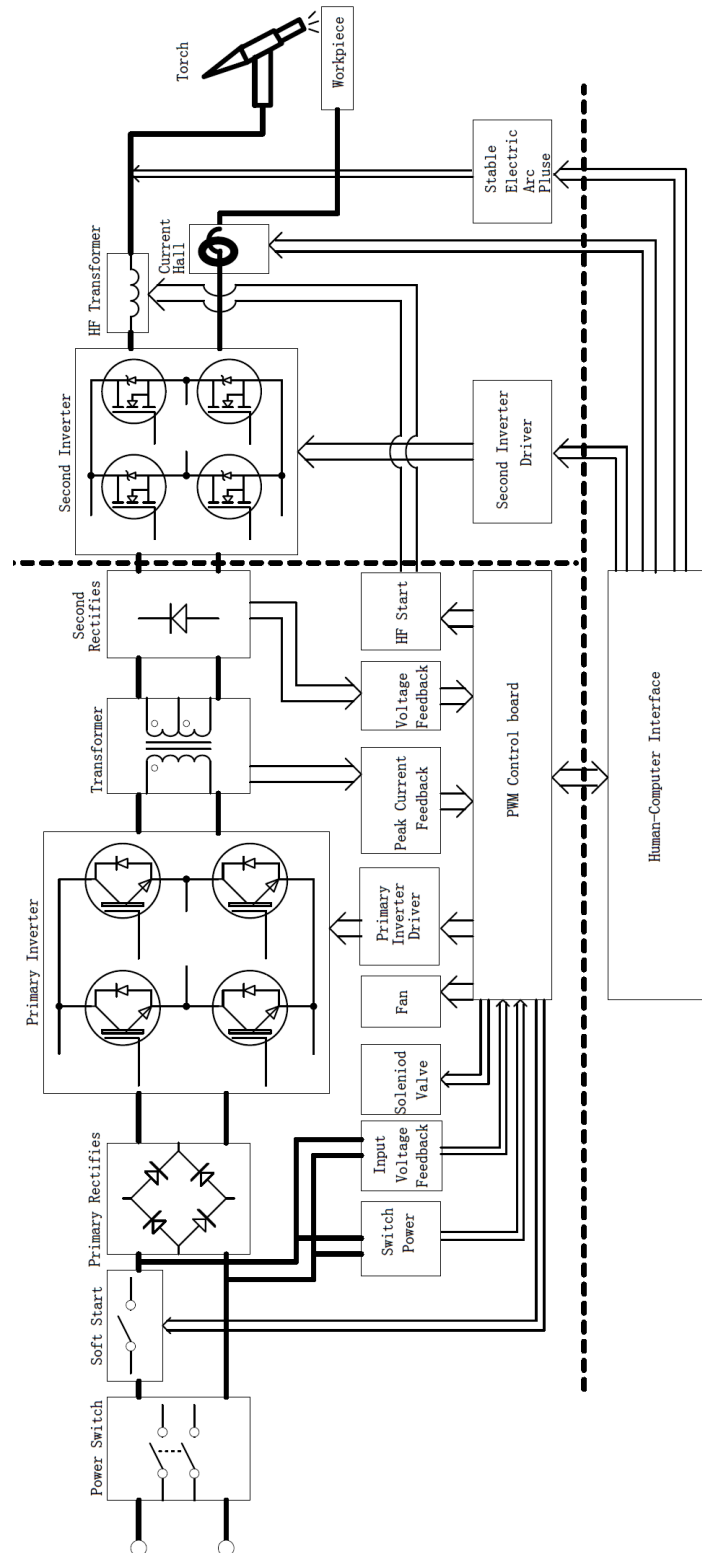 Power Switch
Soft Start
Primary Rectifies
Primary Inverter
Transformer
Second
Rectifies
Second Inverter
HF Transformer
Current
Hall
Torch
Workpiece
Switch
Power
Input
Voltage
Feedback
Soleniod
Valve
Fan
Primary
Inverter
Driver
Peak Current
Feedback
Voltage
Feedback
HF Start
PWM Control board
Second Inverter
Driver
Stable
Electric
Arc
Pluse
Human-Computer Interface